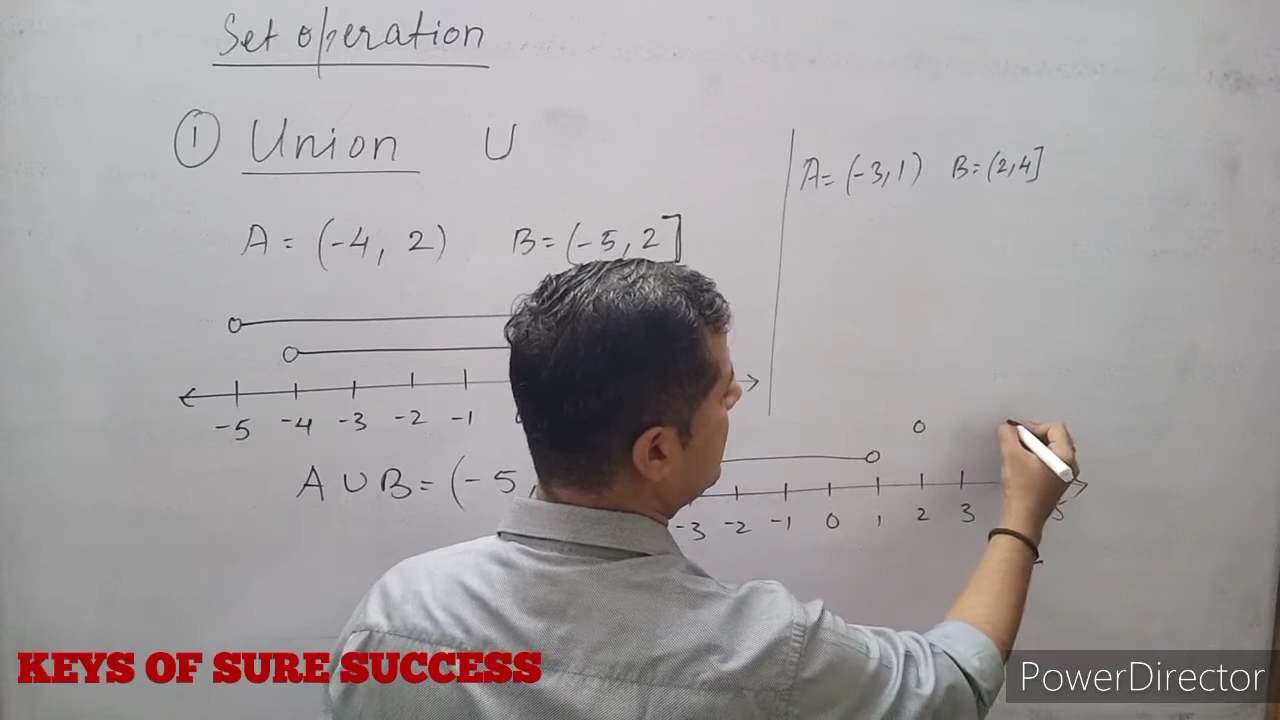 Set operation
① Union ∪
A = (-4, 2) B = (-5, 2]
-5 -4 -3 -2 -1
A ∪ B = (-5,
A = (-3, 1) B = (2, 4]
-3 -2 -1 0 1 2 3 5
KEYS OF SURE SUCCESS
PowerDirector